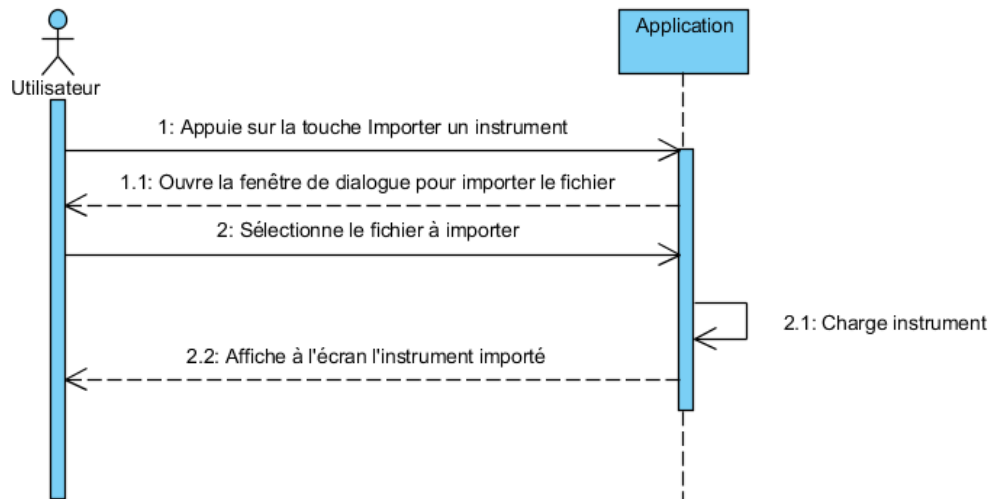 Application
Utilisateur
1: Appuie sur la touche Importer un instrument
1.1: Ouvre la fenêtre de dialogue pour importer le fichier
2: Sélectionne le fichier à importer
2.1: Charge instrument
2.2: Affiche à l'écran l'instrument importé